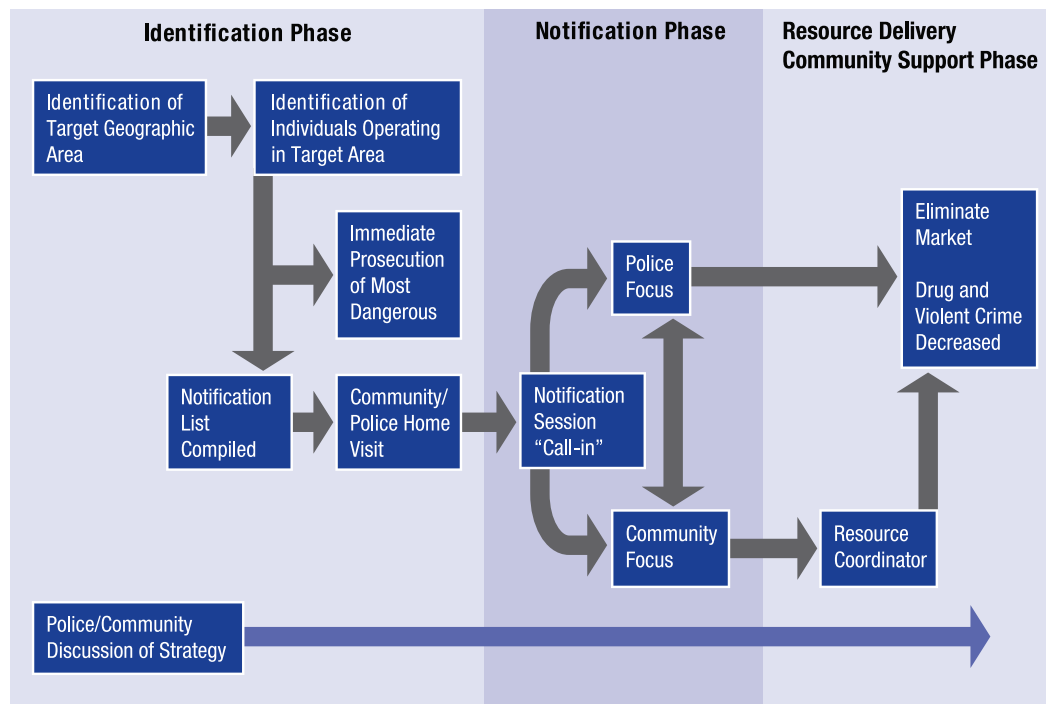 Identification Phase
Notification Phase
Resource Delivery
Community Support Phase
Identification of
Target Geographic
Area
Identification of
Individuals Operating
in Target Area
Immediate
Prosecution
of Most
Dangerous
Notification
List
Compiled
Community/
Police Home
Visit
Notification
Session
“Call-in”
Police
Focus
Community
Focus
Resource
Coordinator
Eliminate
Market
Drug and
Violent Crime
Decreased
Police/Community
Discussion of Strategy